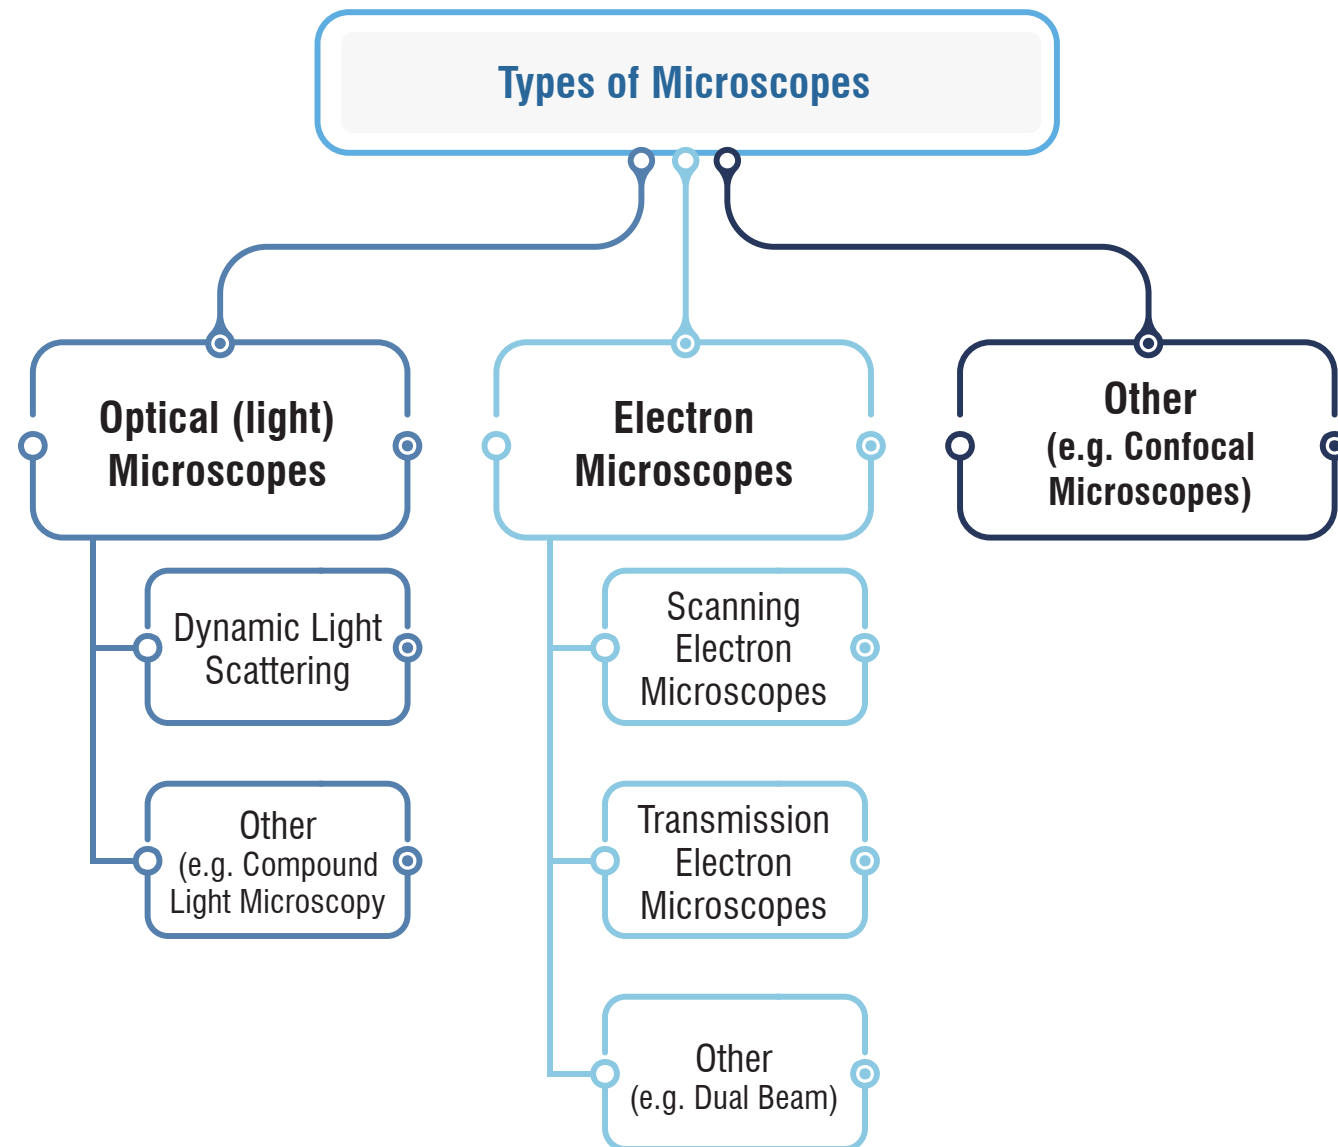 Types of Microscopes
Optical (light)
Microscopes
Electron
Microscopes
Other
(e.g. Confocal
Microscopes)
Dynamic Light
Scattering
Other
(e.g. Compound
Light Microscopy
Scanning
Electron
Microscopes
Transmission
Electron
Microscopes
Other
(e.g. Dual Beam)